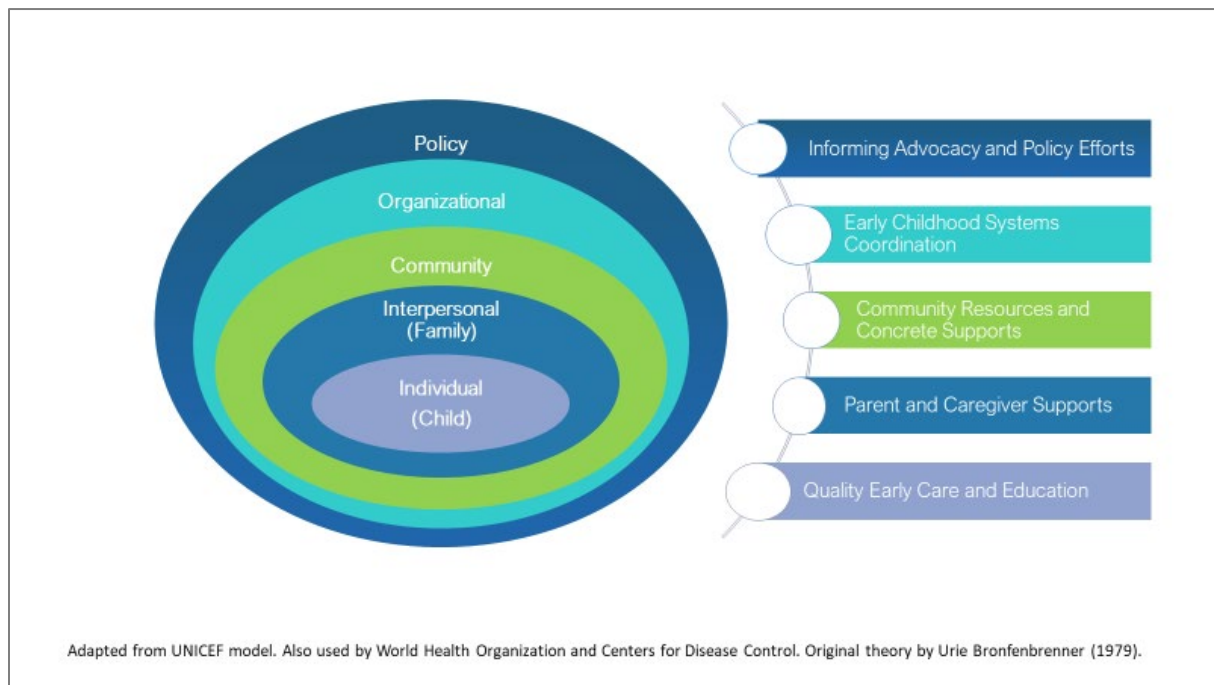 Policy
Organizational
Community
Interpersonal
(Family)
Individual
(Child)
Informing Advocacy and Policy Efforts
Early Childhood Systems
Coordination
Community Resources and
Concrete Supports
Parent and Caregiver Supports
Quality Early Care and Education
Adapted from UNICEF model. Also used by World Health Organization and Centers for Disease Control. Original theory by Urie Bronfenbrenner (1979).